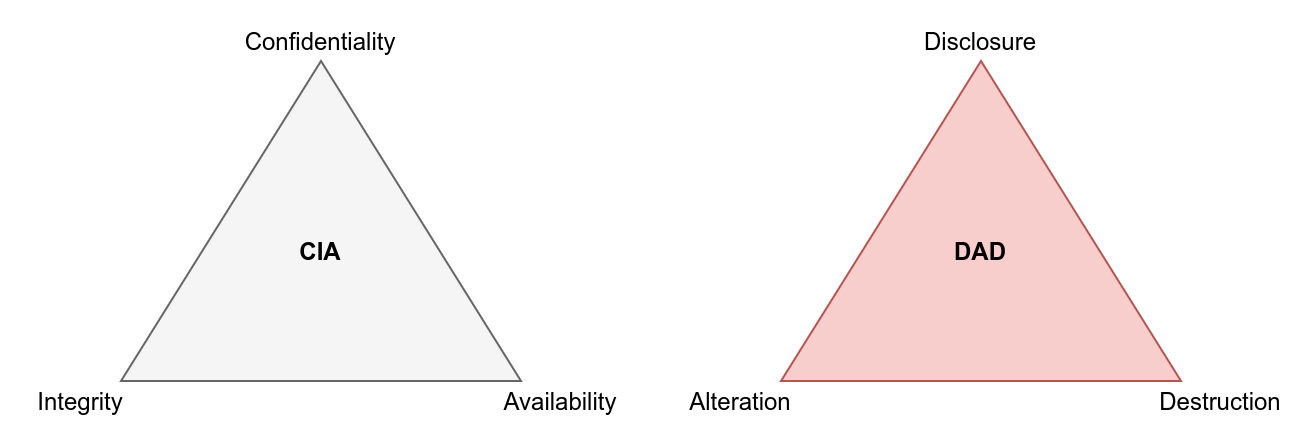 Confidentiality
CIA
Integrity
Availability
Disclosure
DAD
Alteration
Destruction